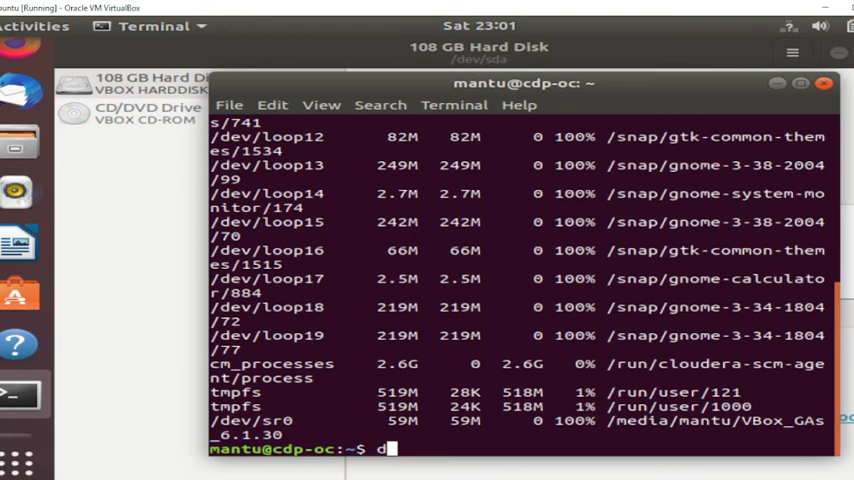 buntu [Running] - Oracle VM VirtualBox
Activities Terminal Sat 23:01
108 GB Hard Disk
/dev/sda
108 GB Hard Di
VBOX HARDDISK
CD/DVD Drive
VBOX CD-ROM
mantu@cdp-oc: ~
File Edit View Search Terminal Help
s/741
/dev/loop12 82M 82M 0 100% /snap/gtk-common-them
es/1534
/dev/loop13 249M 249M 0 100% /snap/gnome-3-38-2004
/99
/dev/loop14 2.7M 2.7M 0 100% /snap/gnome-system-mo
nitor/174
/dev/loop15 242M 242M 0 100% /snap/gnome-3-38-2004
/70
/dev/loop16 66M 66M 0 100% /snap/gtk-common-them
es/1515
/dev/loop17 2.5M 2.5M 0 100% /snap/gnome-calculato
r/884
/dev/loop18 219M 219M 0 100% /snap/gnome-3-34-1804
/72
/dev/loop19 219M 219M 0 100% /snap/gnome-3-34-1804
/77
cm_processes 2.6G 0 2.6G 0% /run/cloudera-scm-age
nt/process
tmpfs 519M 28K 518M 1% /run/user/121
tmpfs 519M 24K 518M 1% /run/user/1000
/dev/sr0 59M 59M 0 100% /media/mantu/VBox_GAs
_6.1.30
mantu@cdp-oc:~$ d